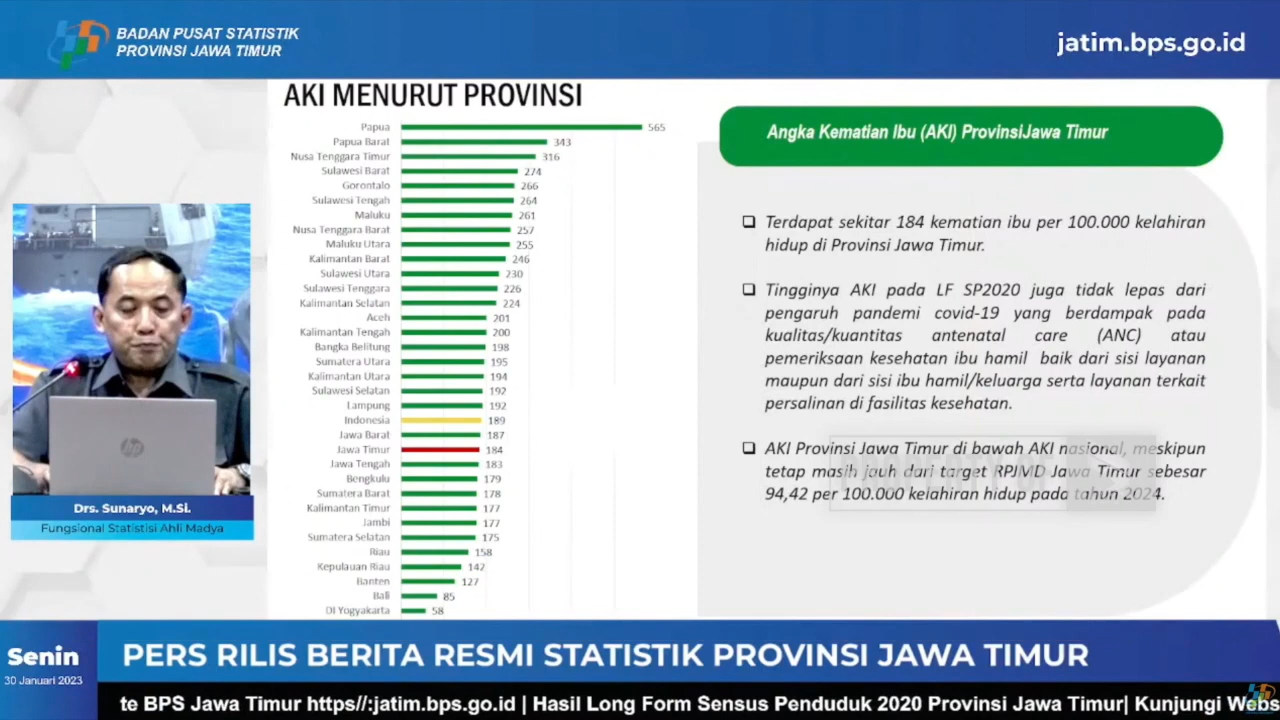 BADAN PUSAT STATISTIK
PROVINSI JAWA TIMUR
jatim.bps.go.id
AKI MENURUT PROVINSI
Papua 565
Papua Barat 343
Nusa Tenggara Timur 316
Sulawesi Barat 274
Gorontalo 266
Sulawesi Tengah 264
Maluku 261
Nusa Tenggara Barat 257
Maluku Utara 255
Kalimantan Barat 246
Sulawesi Utara 230
Sulawesi Tenggara 226
Kalimantan Selatan 224
Aceh 201
Kalimantan Tengah 200
Bangka Belitung 198
Sumatera Utara 195
Kalimantan Utara 194
Sulawesi Selatan 192
Lampung 192
Indonesia 189
Jawa Barat 187
Jawa Timur 184
Jawa Tengah 183
Bengkulu 179
Sumatera Barat 178
Kalimantan Timur 177
Jambi 177
Sumatera Selatan 175
Riau 158
Kepulauan Riau 142
Banten 127
Bali 85
DI Yogyakarta 58
Angka Kematian Ibu (AKI) ProvinsiJawa Timur
❑ Terdapat sekitar 184 kematian ibu per 100.000 kelahiran
hidup di Provinsi Jawa Timur.
❑ Tingginya AKI pada LF SP2020 juga tidak lepas dari
pengaruh pandemi covid-19 yang berdampak pada
kualitas/kuantitas antenatal care (ANC) atau
pemeriksaan kesehatan ibu hamil baik dari sisi layanan
maupun dari sisi ibu hamil/keluarga serta layanan terkait
persalinan di fasilitas kesehatan.
❑ AKI Provinsi Jawa Timur di bawah AKI nasional, meskipun
tetap masih jauh dari target RPJMD Jawa Timur sebesar
94,42 per 100.000 kelahiran hidup pada tahun 2024.
hp
Drs. Sunaryo, M.Si.
Fungsional Statistisi Ahli Madya
Senin
30 Januari 2023
PERS RILIS BERITA RESMI STATISTIK PROVINSI JAWA TIMUR
te BPS Jawa Timur https//:jatim.bps.go.id | Hasil Long Form Sensus Penduduk 2020 Provinsi Jawa Timur| Kunjungi Webs